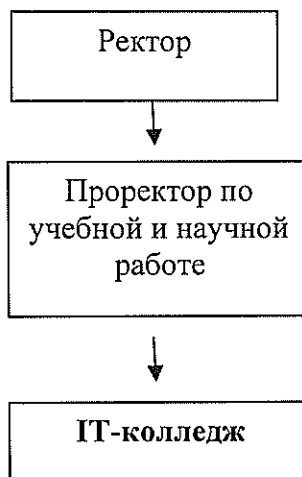 Ректор
Проректор по
учебной и научной
работе
IT-колледж